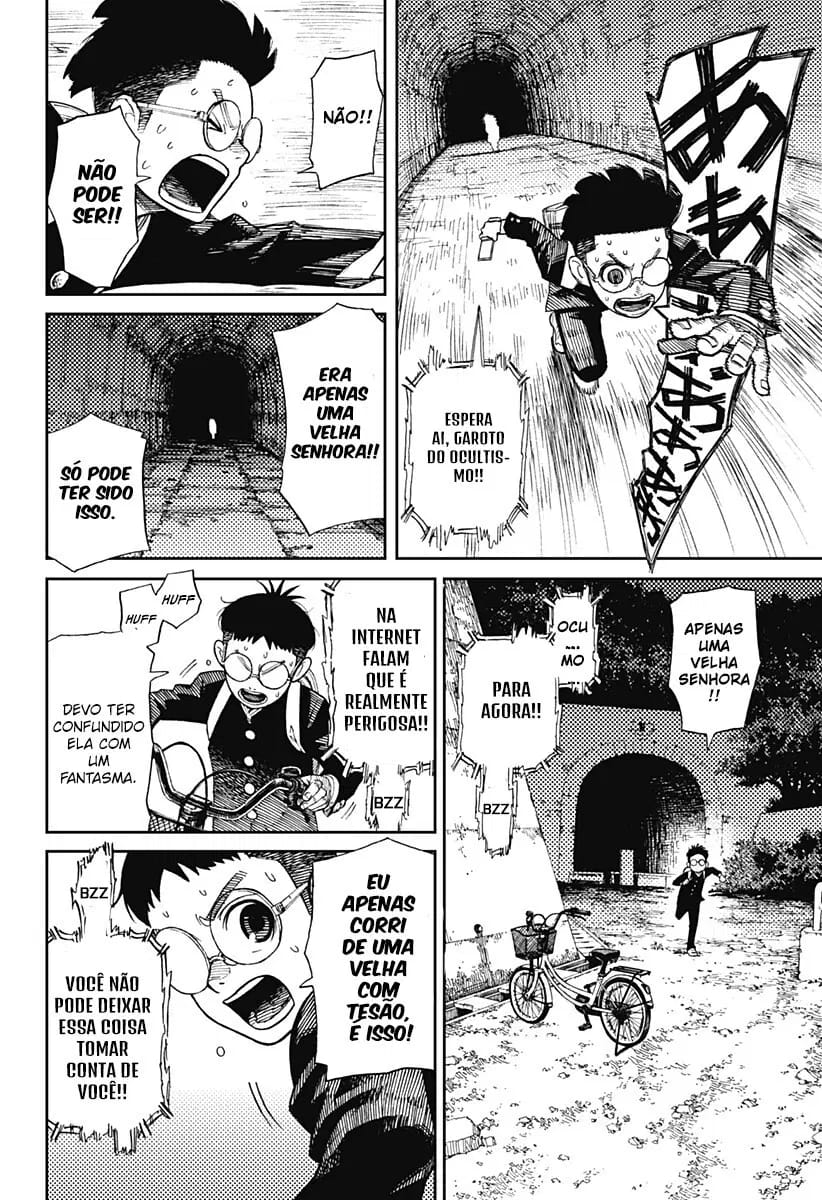 ESPERA
AI, GAROTO
DO OCULTIS-
MO!!
NÃO!!
NÃO
PODE
SER!!
ERA
APENAS
UMA
VELHA
SENHORA!!
SÓ PODE
TER SIDO
ISSO.
APENAS
UMA
VELHA
SENHORA
!!
OCU
...MO
PARA
AGORA!!
BZZ
NA
INTERNET
FALAM
QUE É
REALMENTE
PERIGOSA!!
BZZ
HUFF
HUFF
DEVO TER
CONFUNDIDO
ELA COM
UM
FANTASMA.
EU
APENAS
CORRI
DE UMA
VELHA
COM
TESÃO,
É ISSO!
BZZ
VOCÊ NÃO
PODE DEIXAR
ESSA COISA
TOMAR
CONTA DE
VOCÊ!!